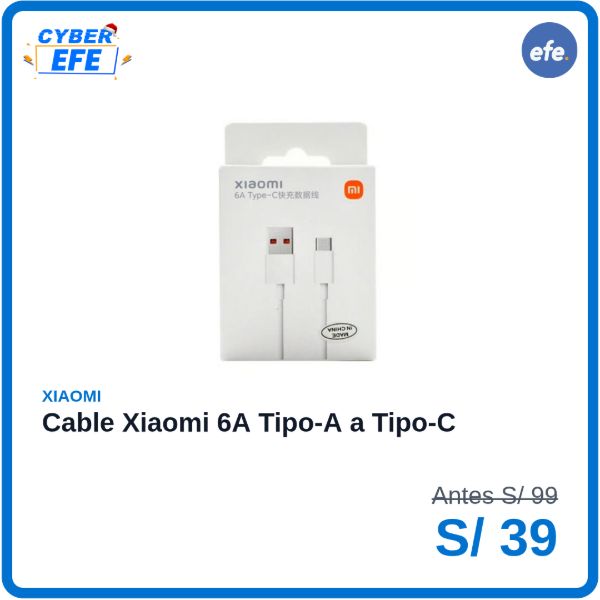 CYBER
EFE
efe.
xiaomi
6A Type-C快充数据线
mi
MADE
IN CHINA
XIAOMI
Cable Xiaomi 6A Tipo-A a Tipo-C
Antes S/ 99
S/ 39